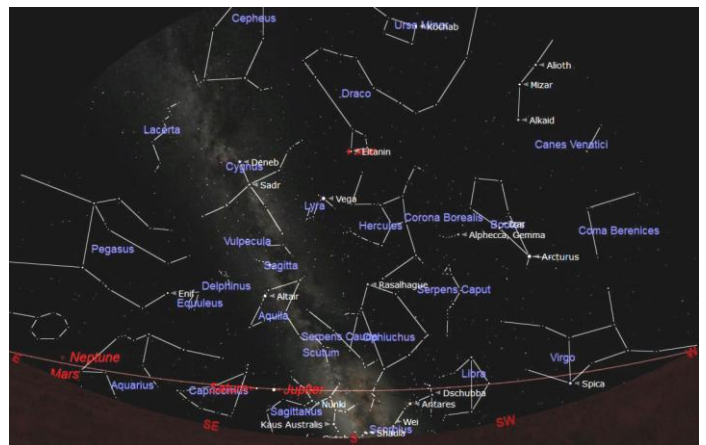 Cepheus
Ursa Minor
Kochab
Alioth
Mizar
Draco
Alkaid
Lacerta
Canes Venatici
Eltanin
Cygnus
Deneb
Sadr
Lyra
Vega
Hercules
Corona Borealis
Izar
Coma Berenices
Alphecca, Gemma
Vulpecula
Pegasus
Arcturus
Sagitta
Delphinus
Rasalhague
Serpens Caput
Enif
Equuleus
Altair
Aquila
Serpens Cauda
Ophiuchus
Scutum
E
Neptune
W
Virgo
Mars
Libra
Aquarius
Capricornus
Jupiter
Spica
Dschubba
Nunki
Antares
Sagittarius
SE
Kaus Australis
Wei
SW
Scorpius
Shaula
S